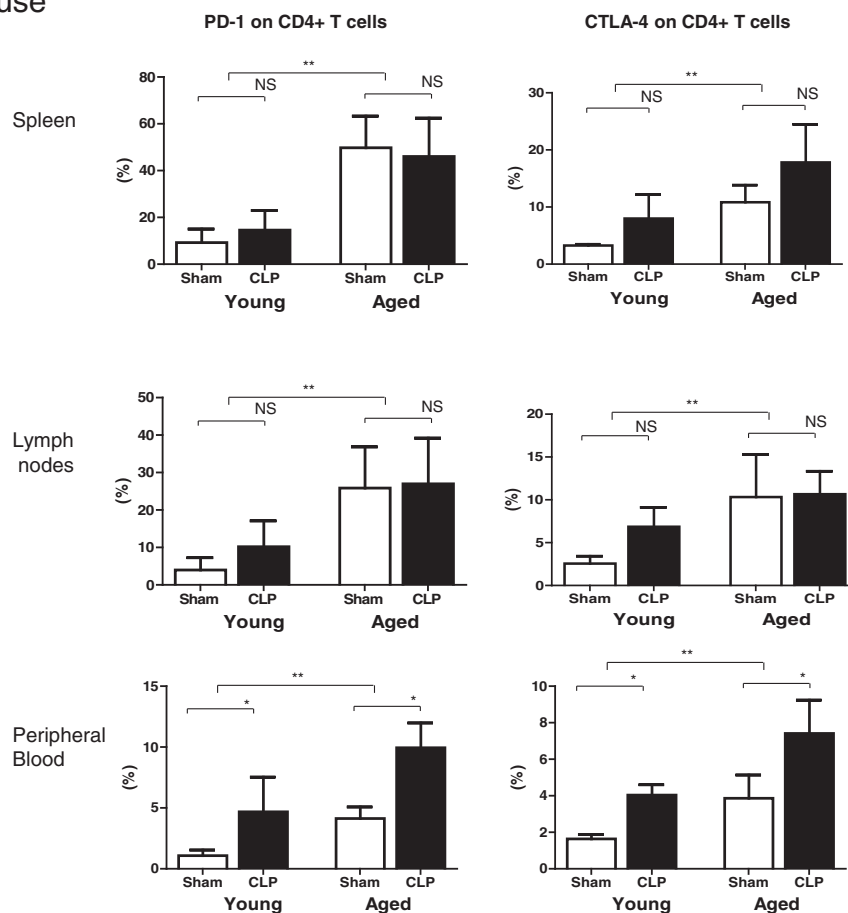 use
PD-1 on CD4+ T cells
CTLA-4 on CD4+ T cells
Spleen
(%)
80
60
40
20
0
**
NS
NS
Sham CLP Sham CLP
Young Aged
(%)
30
20
10
0
**
NS
NS
Sham CLP Sham CLP
Young Aged
Lymph
nodes
(%)
50
40
30
20
10
0
**
NS
NS
Sham CLP Sham CLP
Young Aged
(%)
20
15
10
5
0
**
NS
NS
Sham CLP Sham CLP
Young Aged
Peripheral
Blood
(%)
15
10
5
0
**
*
*
Sham CLP Sham CLP
Young Aged
(%)
10
8
6
4
2
0
**
*
*
Sham CLP Sham CLP
Young Aged